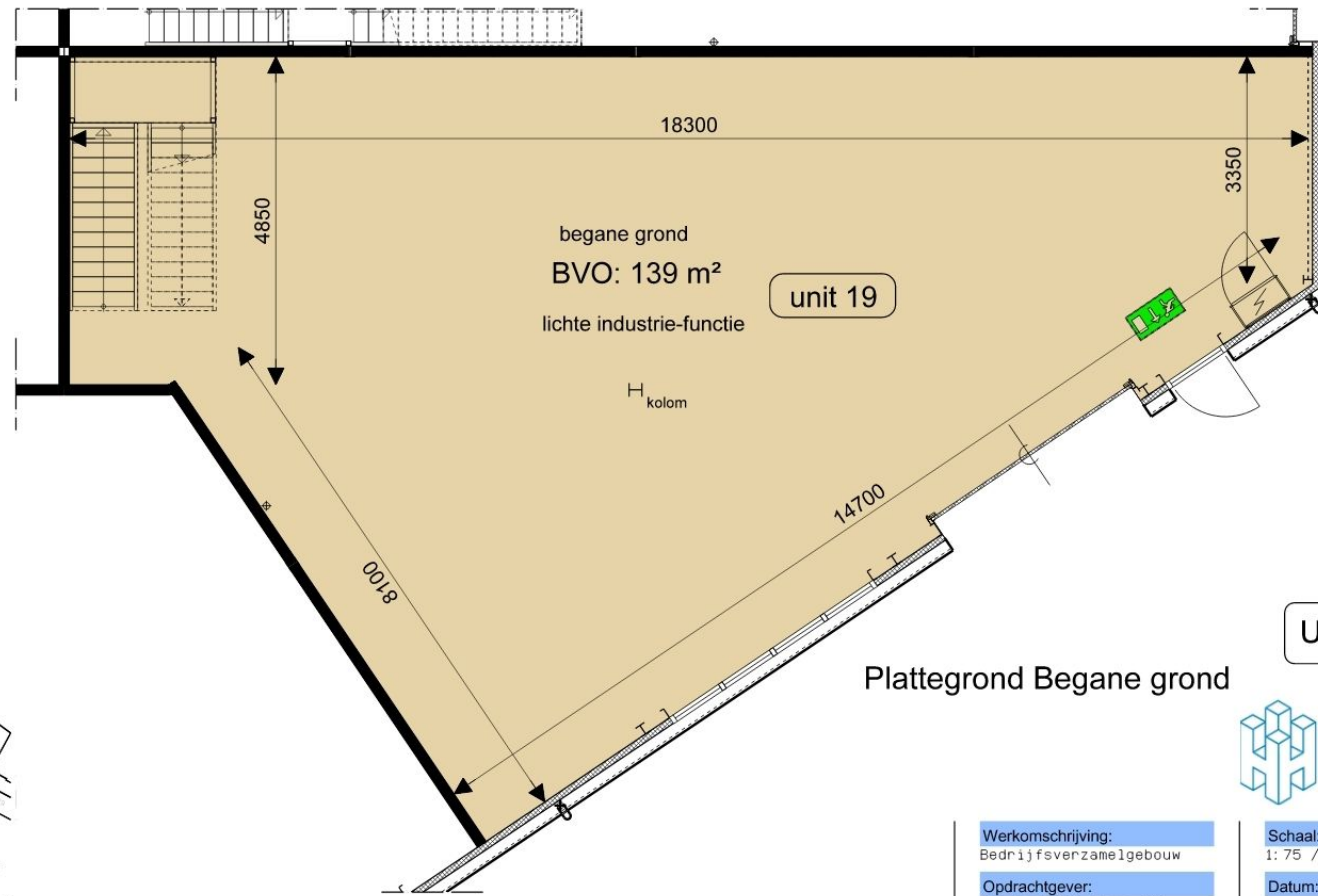 18300
4850
3350
begane grond
BVO: 139 m²
unit 19
lichte industrie-functie
kolom
14700
8100
U
Plattegrond Begane grond
Werkomschrijving:
Bedrijfsverzamelgebouw
Schaal:
1: 75 /
Opdrachtgever:
Datum: